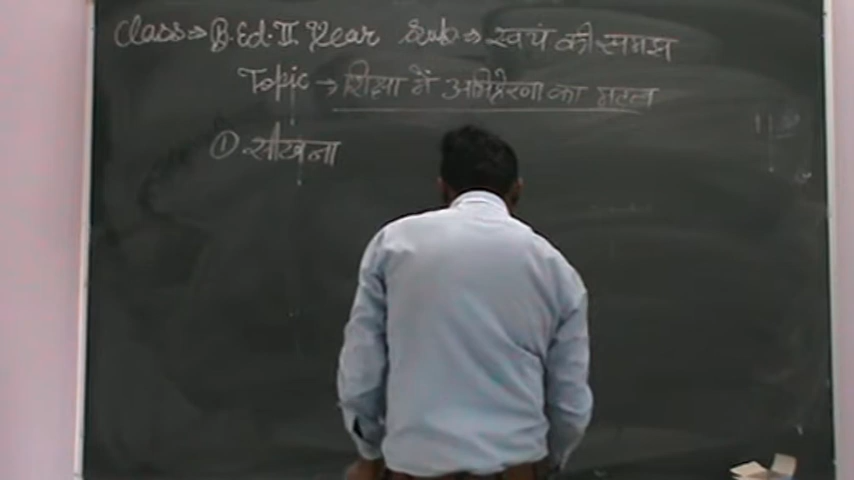 Class⇒ B.Ed. II Year Sub⇒ स्वयं की समझ
Topic → शिक्षा में अभिप्रेरणा का महत्व
① सीखना